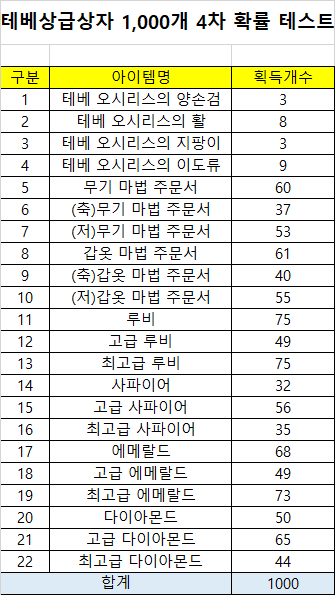 테베상급상자 1,000개 4차 확률 테스트
구분 아이템명 획득개수
1 테베 오시리스의 양손검 3
2 테베 오시리스의 활 8
3 테베 오시리스의 지팡이 3
4 테베 오시리스의 이도류 9
5 무기 마법 주문서 60
6 (축)무기 마법 주문서 37
7 (저)무기 마법 주문서 53
8 갑옷 마법 주문서 61
9 (축)갑옷 마법 주문서 40
10 (저)갑옷 마법 주문서 55
11 루비 75
12 고급 루비 49
13 최고급 루비 75
14 사파이어 32
15 고급 사파이어 56
16 최고급 사파이어 35
17 에메랄드 68
18 고급 에메랄드 49
19 최고급 에메랄드 73
20 다이아몬드 50
21 고급 다이아몬드 65
22 최고급 다이아몬드 44
합계 1000